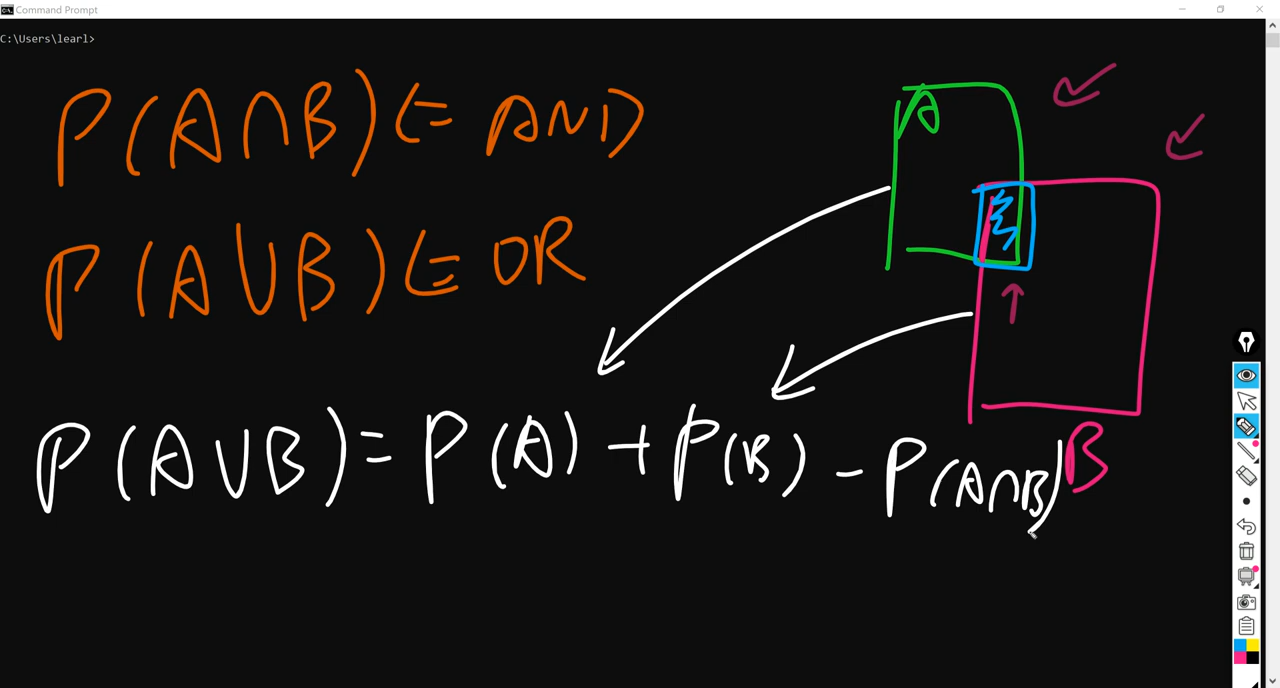 Command Prompt
C:\Users\learl>
P(A∩B) ⇐ AND
P(A∪B) ⇐ OR
A
P(A∪B) = P(A) + P(B) - P(A∩B)
B